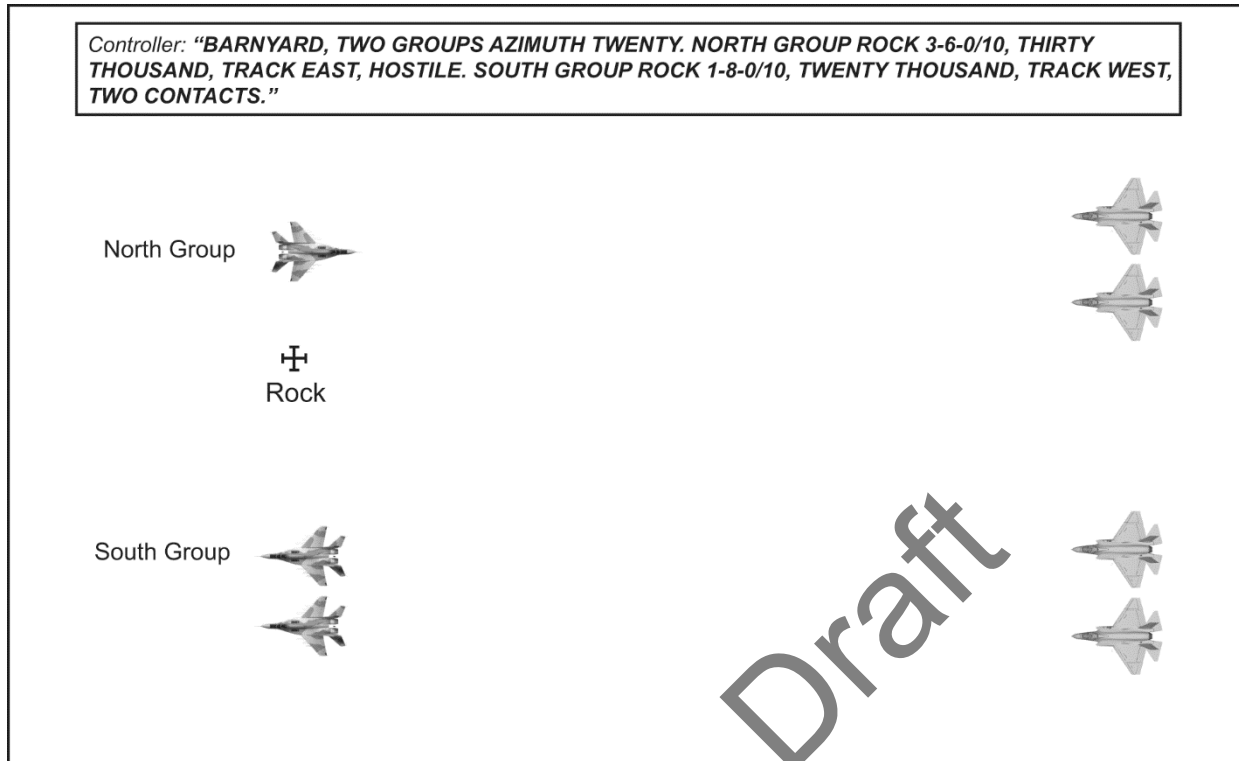 Controller: “BARNYARD, TWO GROUPS AZIMUTH TWENTY. NORTH GROUP ROCK 3-6-0/10, THIRTY
THOUSAND, TRACK EAST, HOSTILE. SOUTH GROUP ROCK 1-8-0/10, TWENTY THOUSAND, TRACK WEST,
TWO CONTACTS.”
North Group
Rock
South Group
Draft